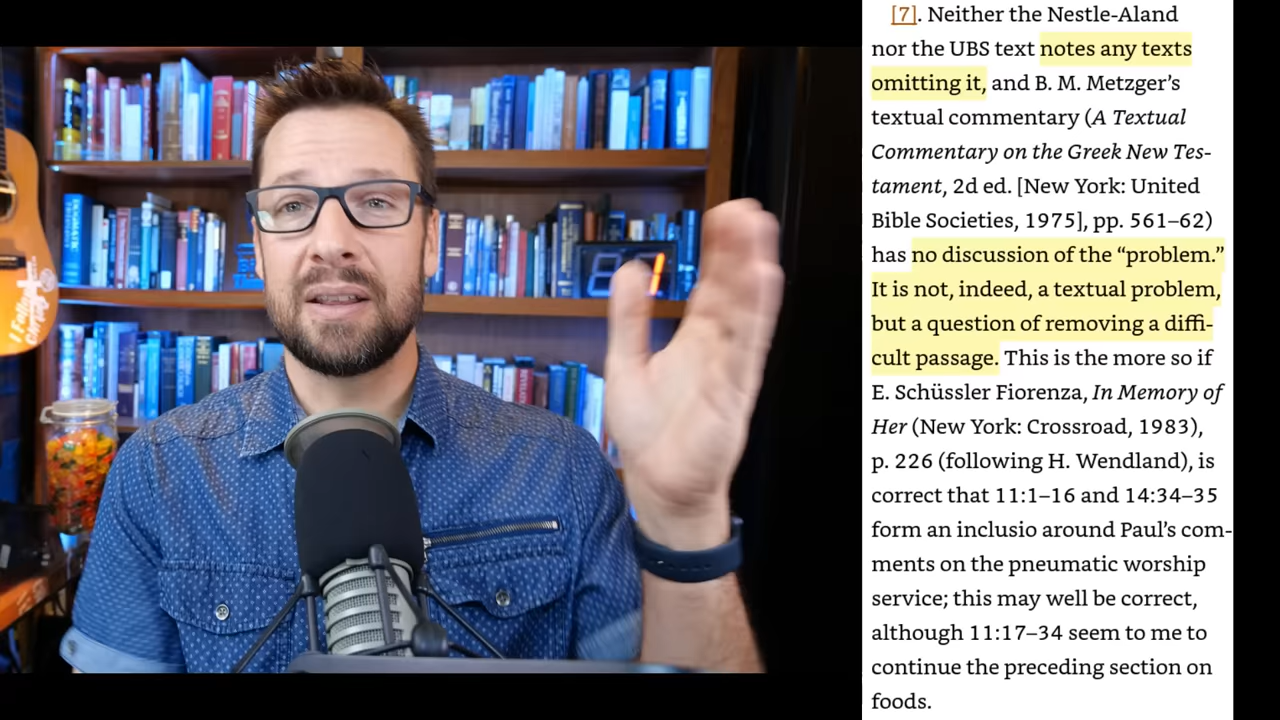 [7]. Neither the Nestle-Aland
nor the UBS text notes any texts
omitting it, and B. M. Metzger’s
textual commentary (A Textual
Commentary on the Greek New Tes-
tament, 2d ed. [New York: United
Bible Societies, 1975], pp. 561–62)
has no discussion of the “problem.”
It is not, indeed, a textual problem,
but a question of removing a diffi-
cult passage. This is the more so if
E. Schüssler Fiorenza, In Memory of
Her (New York: Crossroad, 1983),
p. 226 (following H. Wendland), is
correct that 11:1–16 and 14:34–35
form an inclusio around Paul’s com-
ments on the pneumatic worship
service; this may well be correct,
although 11:17–34 seem to me to
continue the preceding section on
foods.
I Follow
Christ